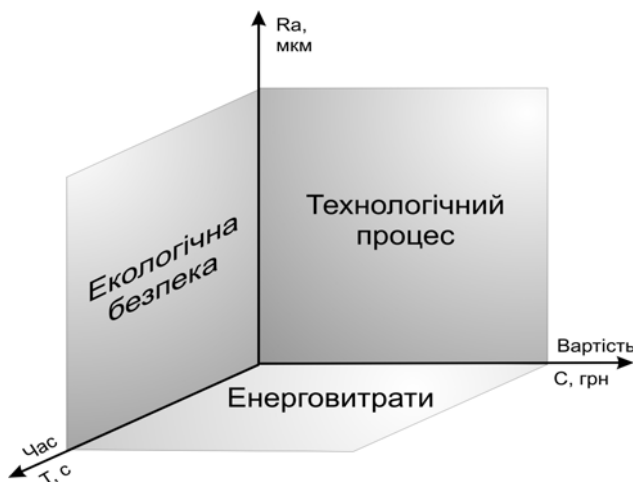 Ra,
мкм
Технологічний
процес
Екологічна
безпека
Вартість
С, грн
Енерговитрати
Час
Т, с